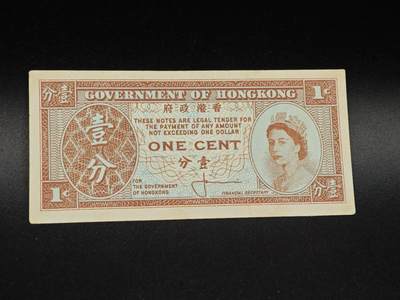 GOVERNMENT OF HONGKONG
分壹 1c
府政港香
THESE NOTES ARE LEGAL TENDER FOR
THE PAYMENT OF ANY AMOUNT
NOT EXCEEDING ONE DOLLAR
壹分
ONE CENT
分壹
FOR
THE GOVERNMENT
OF HONGKONG
FINANCIAL SECRETARY
1c 分壹